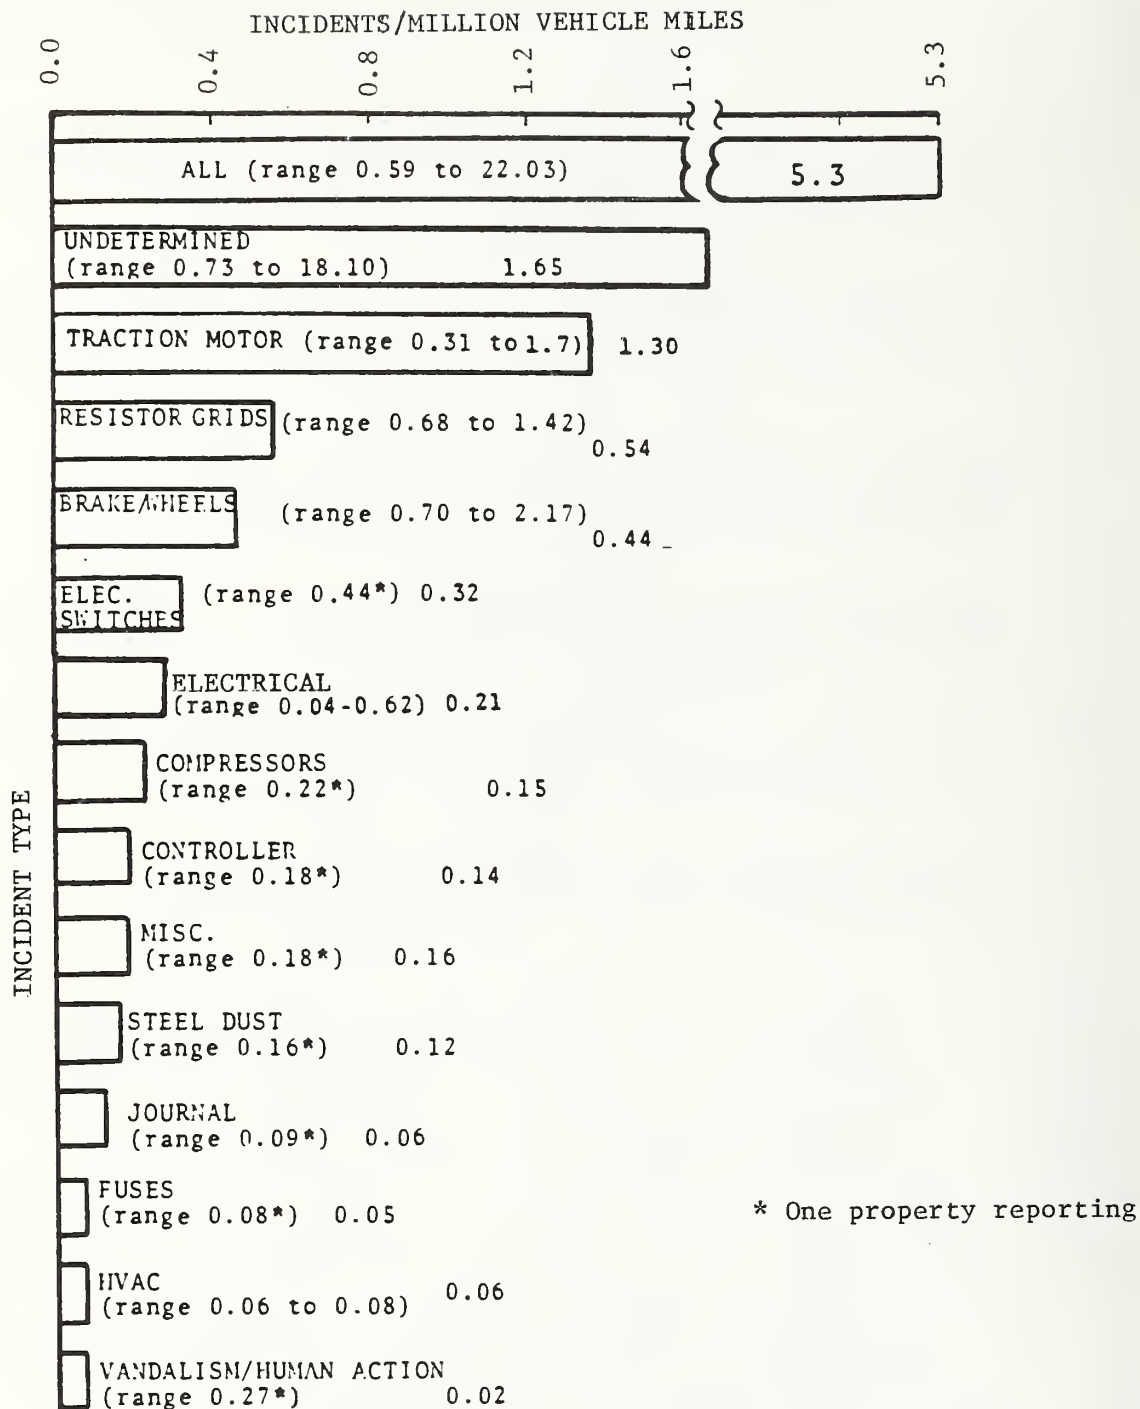 INCIDENTS/MILLION VEHICLE MILES
0.0 0.4 0.8 1.2 1.6 5.3
ALL (range 0.59 to 22.03) 5.3
UNDETERMINED
(range 0.73 to 18.10) 1.65
TRACTION MOTOR (range 0.31 to 1.7) 1.30
RESISTOR GRIDS (range 0.68 to 1.42)
0.54
BRAKE/WHEELS (range 0.70 to 2.17)
0.44
ELEC. (range 0.44*) 0.32
SWITCHES
ELECTRICAL
(range 0.04-0.62) 0.21
COMPRESSORS
(range 0.22*) 0.15
CONTROLLER
(range 0.18*) 0.14
MISC.
(range 0.18*) 0.16
STEEL DUST
(range 0.16*) 0.12
JOURNAL
(range 0.09*) 0.06
FUSES
(range 0.08*) 0.05
* One property reporting
HVAC
(range 0.06 to 0.08) 0.06
VANDALISM/HUMAN ACTION
(range 0.27*) 0.02
INCIDENT TYPE